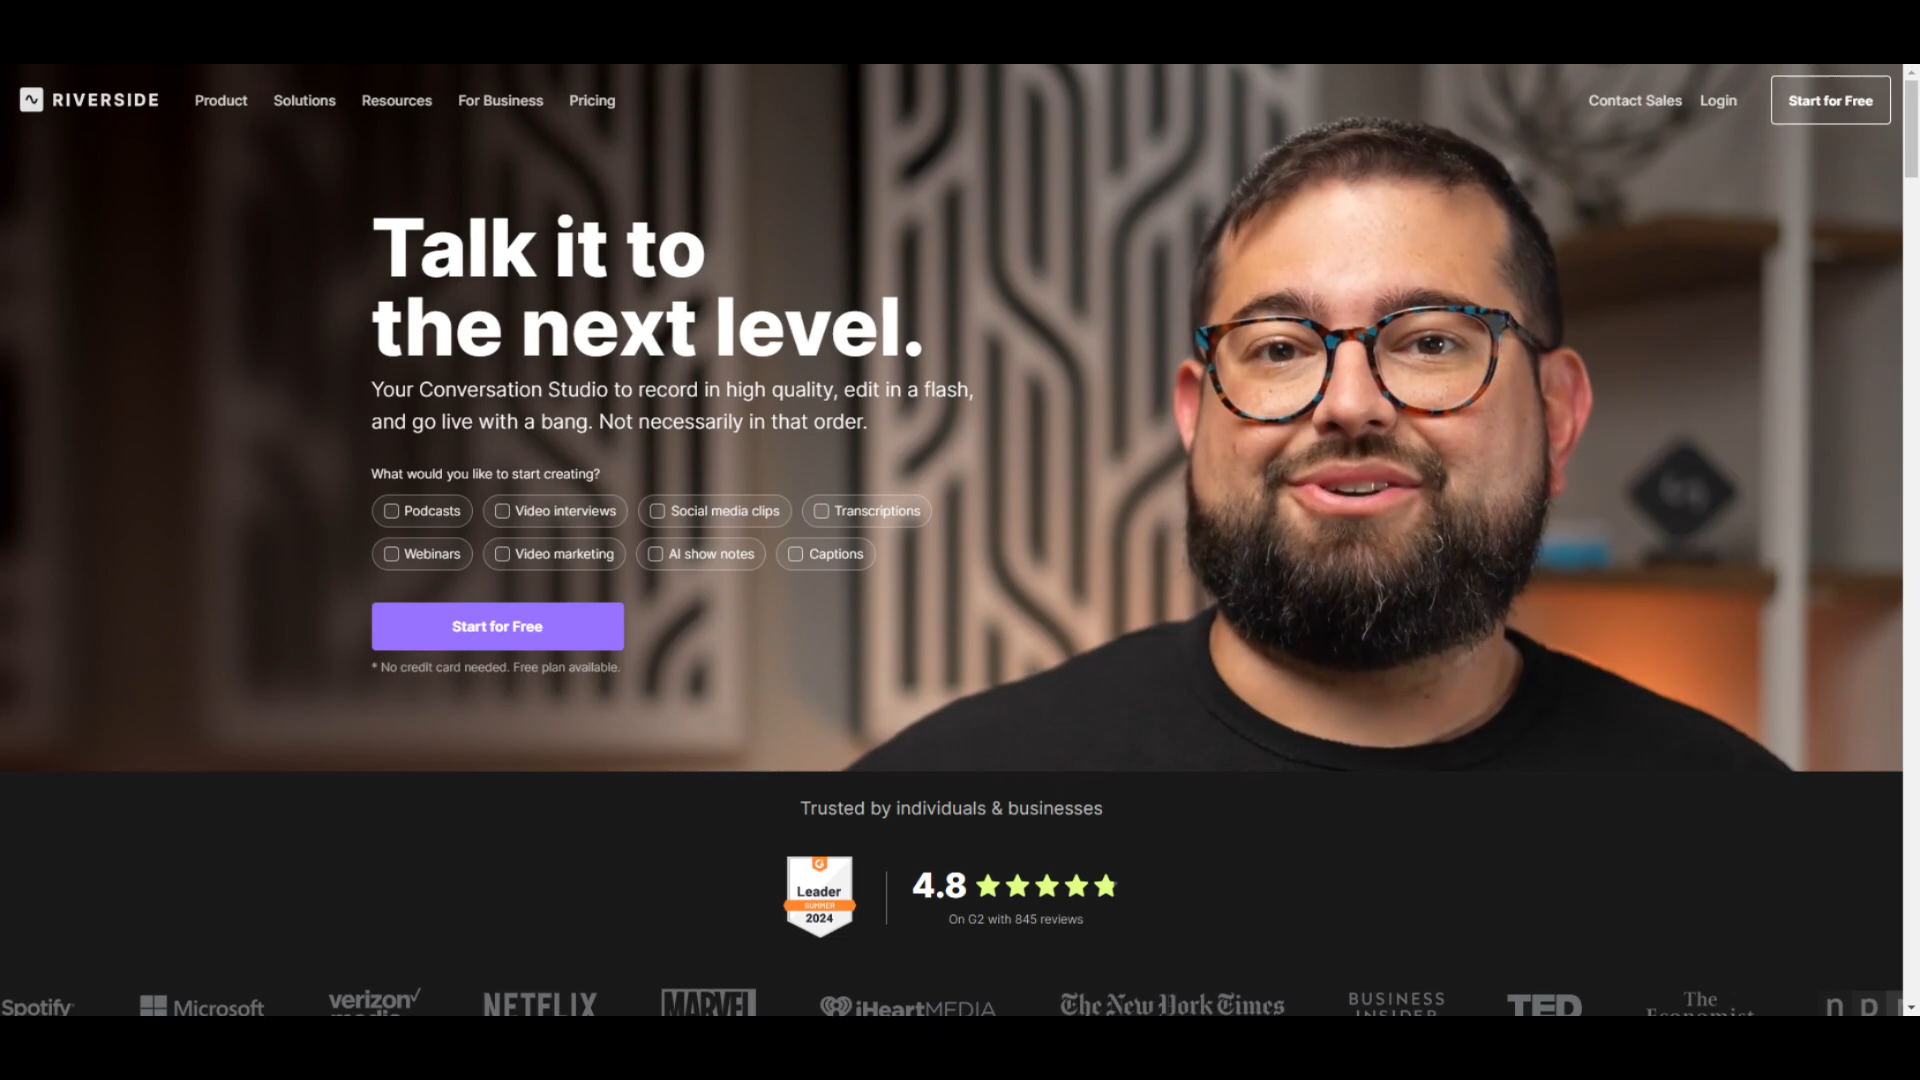 RIVERSIDE
Product
Solutions
Resources
For Business
Pricing
Contact Sales
Login
Start for Free
Talk it to
the next level.
Your Conversation Studio to record in high quality, edit in a flash,
and go live with a bang. Not necessarily in that order.
What would you like to start creating?
Podcasts
Video interviews
Social media clips
Transcriptions
Webinars
Video marketing
AI show notes
Captions
Start for Free
* No credit card needed. Free plan available.
Trusted by individuals & businesses
Leader
SUMMER
2024
4.8
On G2 with 845 reviews
Spotify
Microsoft
verizon
media
NETFLIX
MARVEL
iHeartMEDIA
The New York Times
BUSINESS
INSIDER
TED
The
Economist
n p r